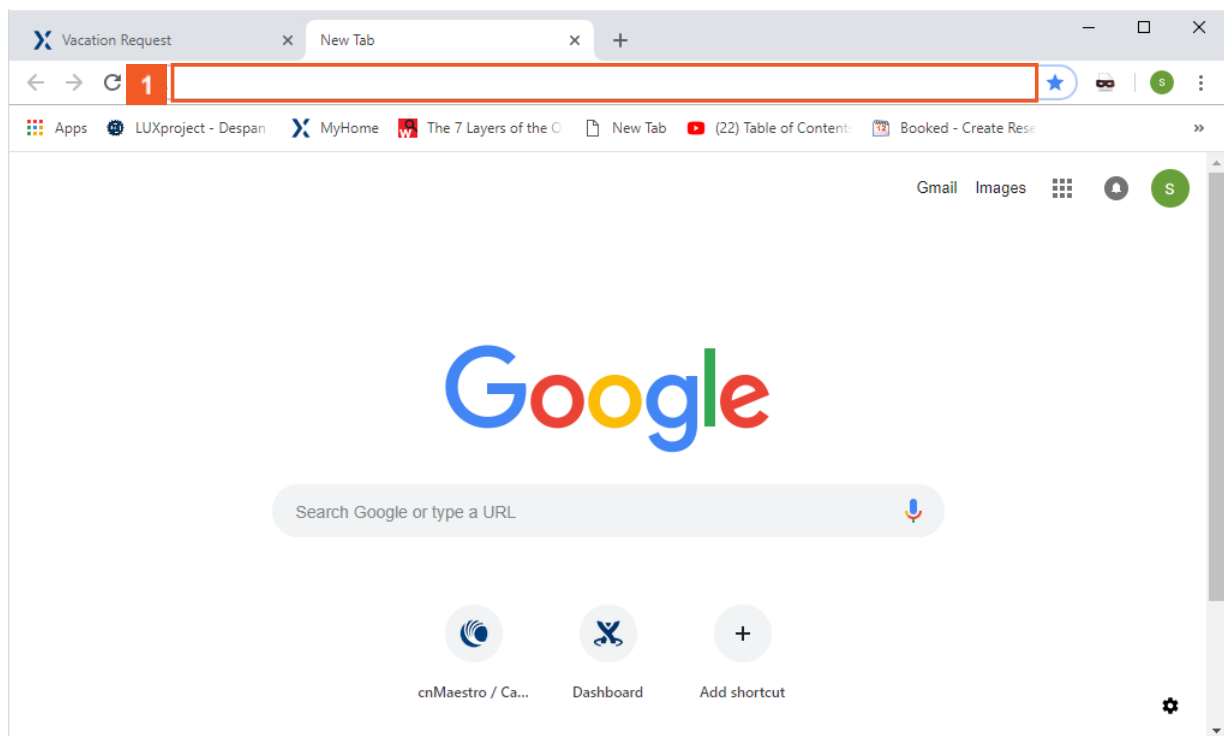 Vacation Request New Tab
1
Apps LUXproject - Despan MyHome The 7 Layers of the O New Tab (22) Table of Content: Booked - Create Rese
Gmail Images S
Google
Search Google or type a URL
cnMaestro / Ca... Dashboard Add shortcut